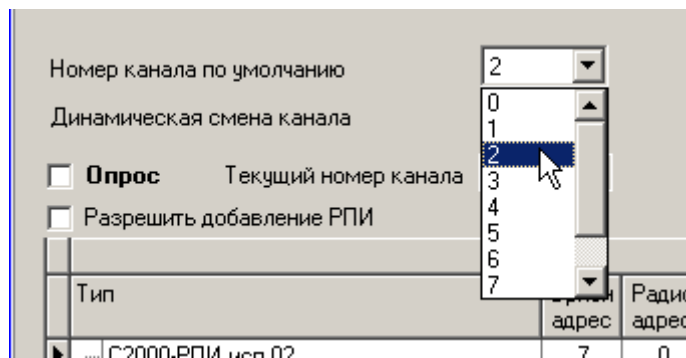 Номер канала по умолчанию 2
0
Динамическая смена канала
1
2
Опрос Текущий номер канала
3
4
Разрешить добавление РПИ
5
6
7
Тип адрес Радио адрес
С2000-РПИ исп.02 7 0